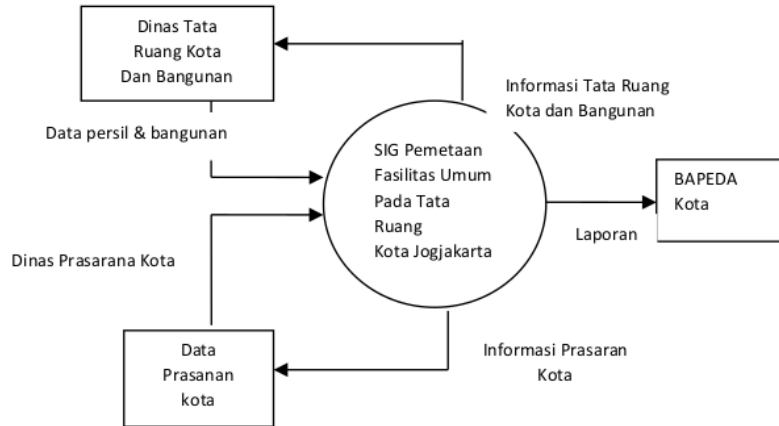 Dinas Tata
Ruang Kota
Dan Bangunan
Informasi Tata Ruang
Kota dan Bangunan
Data persil & bangunan
SIG Pemetaan
Fasilitas Umum
Pada Tata
Ruang
Kota Jogjakarta
BAPEDA
Kota
Laporan
Dinas Prasarana Kota
Data
Prasanan
kota
Informasi Prasaran
Kota